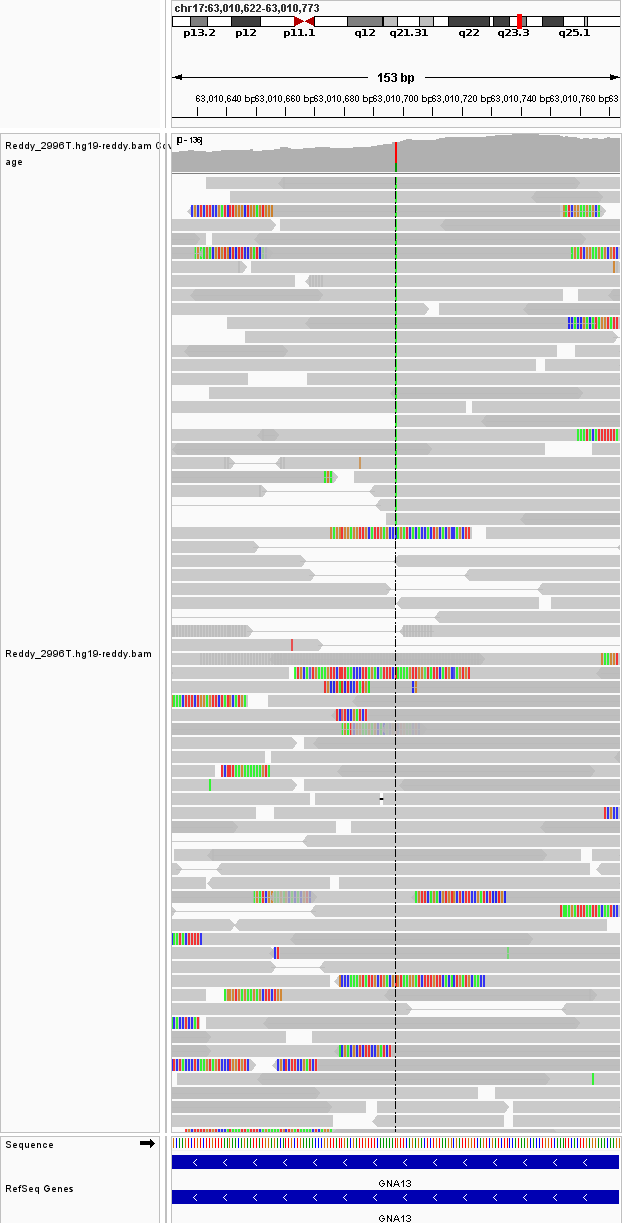 chr17:63,010,622-63,010,773
p13.2 p12 p11.1 q12 q21.31 q22 q23.3 q25.1
153 bp
63,010,640 bp 63,010,660 bp 63,010,680 bp 63,010,700 bp 63,010,720 bp 63,010,740 bp 63,010,760 bp 63
Reddy_2996T.hg19-reddy.bam Cov
age
[0 - 136]
Reddy_2996T.hg19-reddy.bam
Sequence
RefSeq Genes
GNA13
GNA13